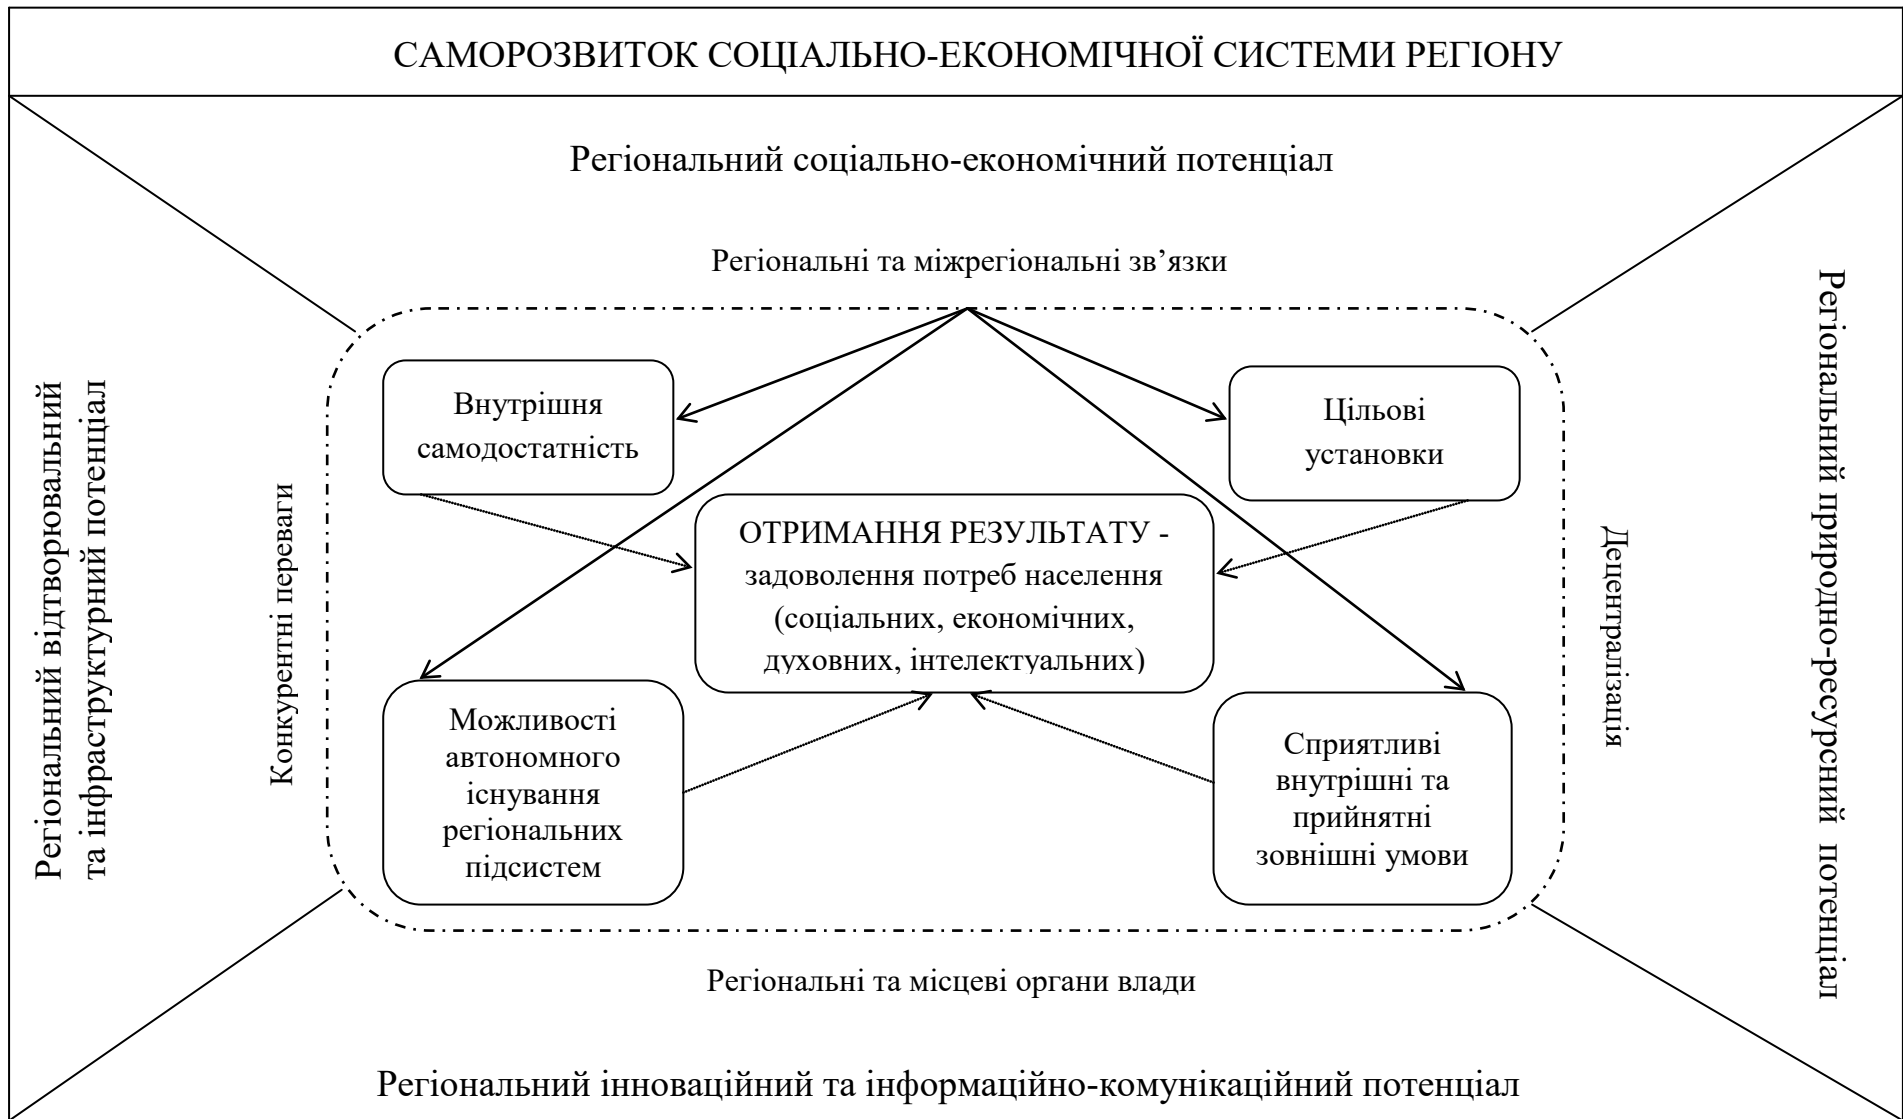 САМОРОЗВИТОК СОЦІАЛЬНО-ЕКОНОМІЧНОЇ СИСТЕМИ РЕГІОНУ
Регіональний соціально-економічний потенціал
Регіональні та міжрегіональні зв’язки
Регіональний відтворювальний
та інфраструктурний потенціал
Конкурентні переваги
Внутрішня
самодостатність
Цільові
установки
ОТРИМАННЯ РЕЗУЛЬТАТУ -
задоволення потреб населення
(соціальних, економічних,
духовних, інтелектуальних)
Можливості
автономного
існування
регіональних
підсистем
Сприятливі
внутрішні та
прийнятні
зовнішні умови
Децентралізація
Регіональний природно-ресурсний потенціал
Регіональні та місцеві органи влади
Регіональний інноваційний та інформаційно-комунікаційний потенціал